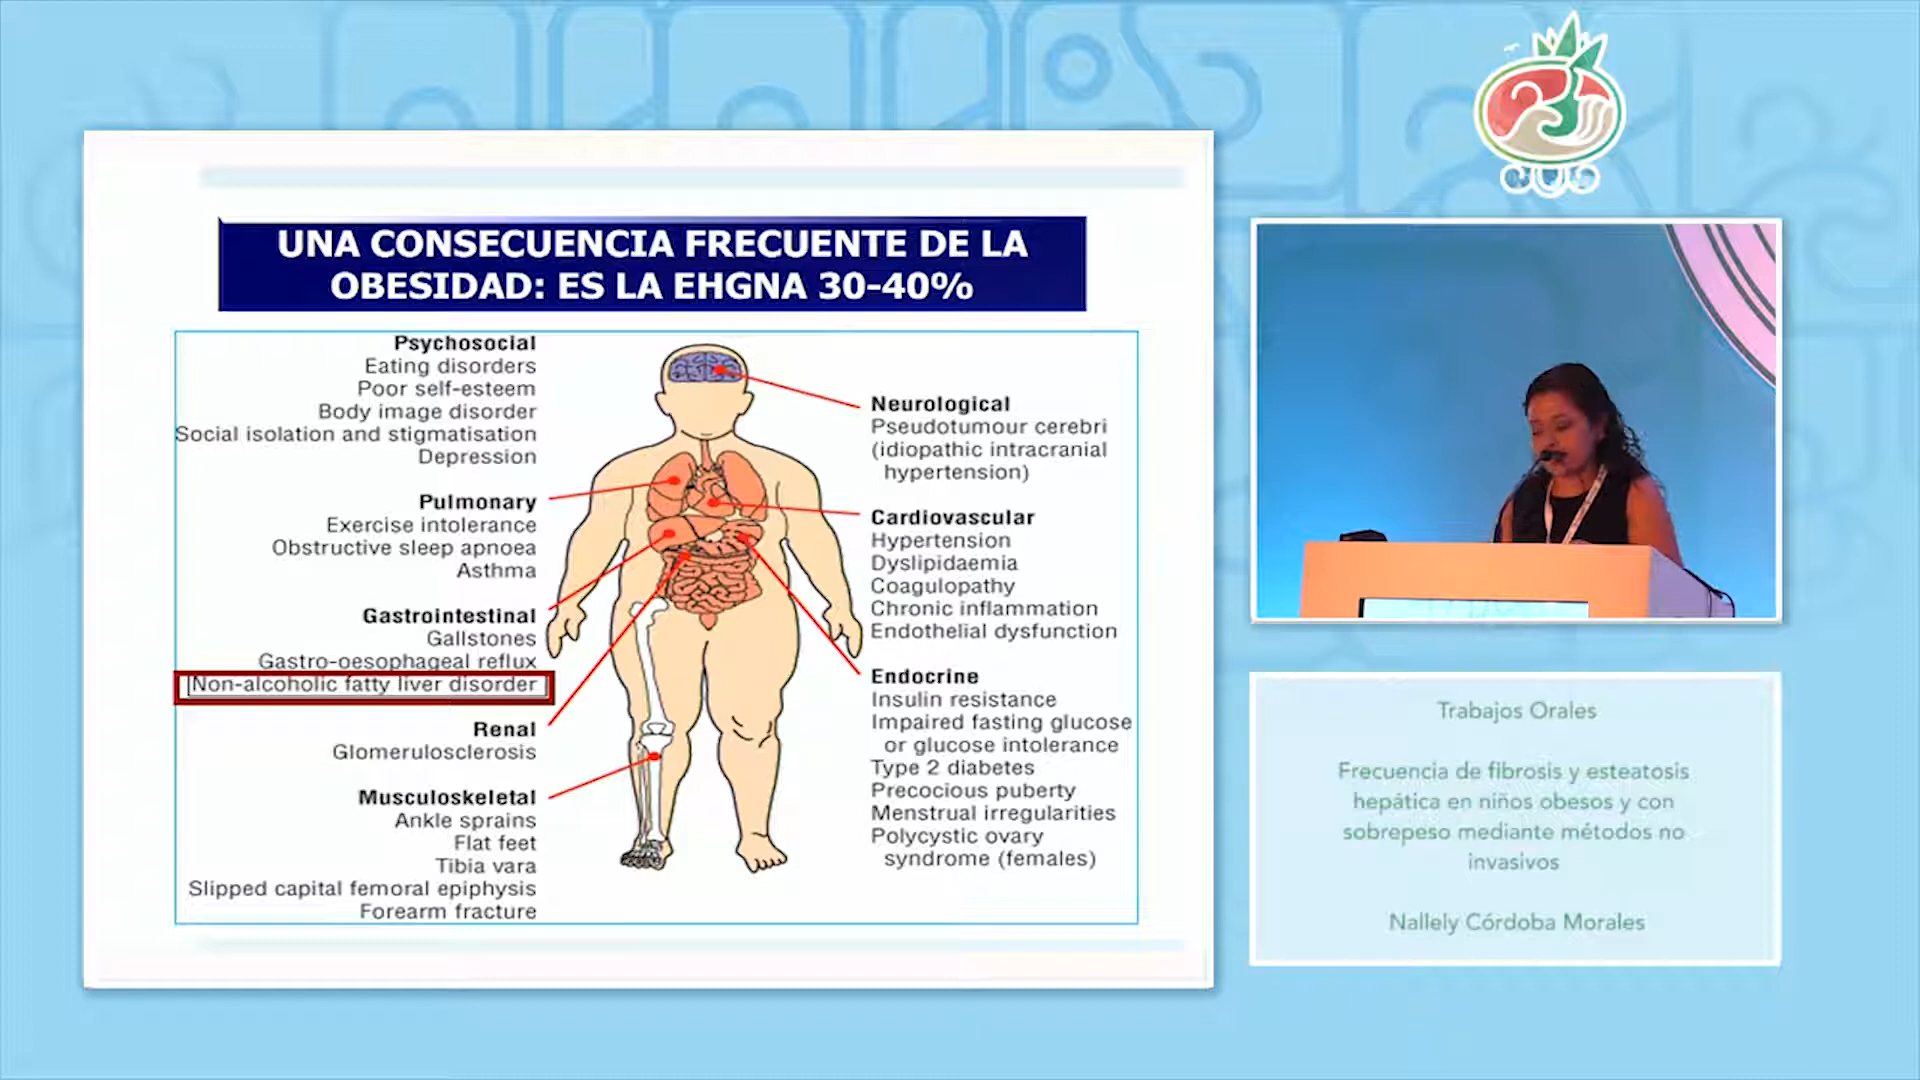 UNA CONSECUENCIA FRECUENTE DE LA
OBESIDAD: ES LA EHGNA 30-40%
Psychosocial
Eating disorders
Poor self-esteem
Body image disorder
Social isolation and stigmatisation
Depression
Pulmonary
Exercise intolerance
Obstructive sleep apnoea
Asthma
Gastrointestinal
Gallstones
Gastro-oesophageal reflux
Non-alcoholic fatty liver disorder
Renal
Glomerulosclerosis
Musculoskeletal
Ankle sprains
Flat feet
Tibia vara
Slipped capital femoral epiphysis
Forearm fracture
Neurological
Pseudotumour cerebri
(idiopathic intracranial
hypertension)
Cardiovascular
Hypertension
Dyslipidaemia
Coagulopathy
Chronic inflammation
Endothelial dysfunction
Endocrine
Insulin resistance
Impaired fasting glucose
or glucose intolerance
Type 2 diabetes
Precocious puberty
Menstrual irregularities
Polycystic ovary
syndrome (females)
Trabajos Orales
Frecuencia de fibrosis y esteatosis
hepática en niños obesos y con
sobrepeso mediante métodos no
invasivos
Nallely Córdoba Morales